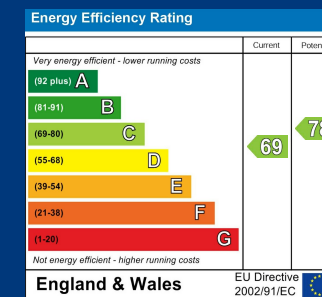 Energy Efficiency Rating
Current
Very energy efficient - lower running costs
(92 plus) A
(81-91) B
(69-80) C
(55-68) D
(39-54) E
(21-38) F
(1-20) G
69
Not energy efficient - higher running costs
England & Wales
EU Directive
2002/91/EC